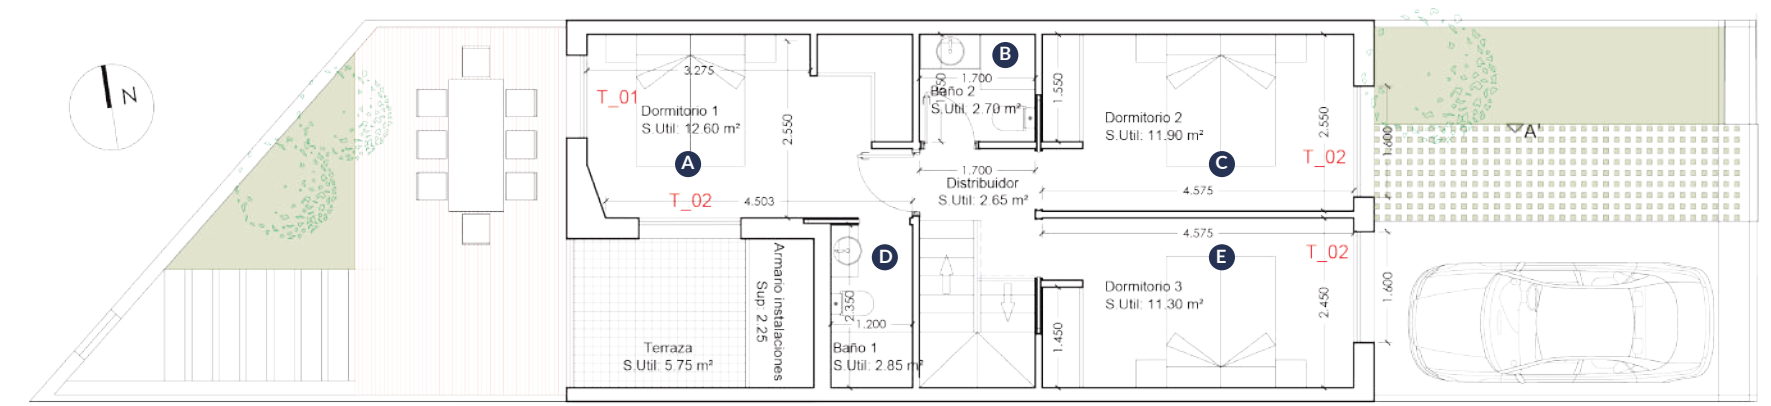 N
T_01
3.275
Dormitorio 1
S.Util: 12.60 m²
A
T_02
4.503
2.550
Terraza
S.Util: 5.75 m²
Armario instalaciones
Sup: 2.25
B
1.700
Baño 2
S.Util: 2.70 m²
1.700
Distribuidor
S.Util: 2.65 m²
D
2.350
1.200
Baño 1
S.Util: 2.85 m²
1.550
Dormitorio 2
S.Util: 11.90 m²
C
2.550
T_02
4.575
1.600
A'
4.575
E
T_02
Dormitorio 3
S.Util: 11.30 m²
1.450
2.450
1.600